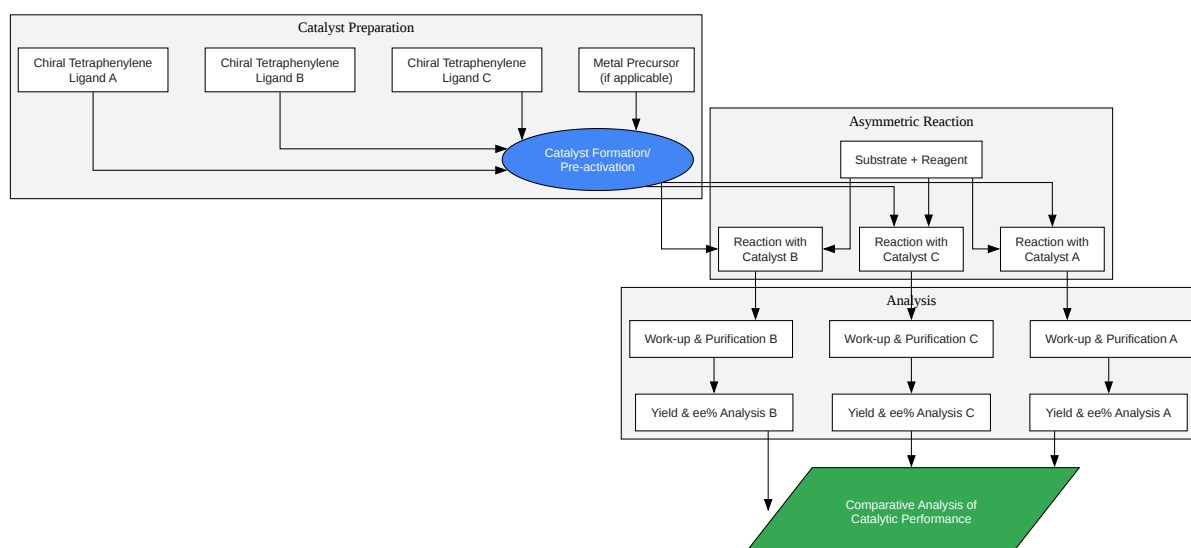 Catalyst Preparation
Chiral Tetraphenylene
Ligand A
Chiral Tetraphenylene
Ligand B
Chiral Tetraphenylene
Ligand C
Metal Precursor
(if applicable)
Catalyst Formation/
Pre-activation
Asymmetric Reaction
Substrate + Reagent
Reaction with
Catalyst B
Reaction with
Catalyst C
Reaction with
Catalyst A
Analysis
Work-up & Purification B
Work-up & Purification C
Work-up & Purification A
Yield & ee% Analysis B
Yield & ee% Analysis C
Yield & ee% Analysis A
Comparative Analysis of
Catalytic Performance